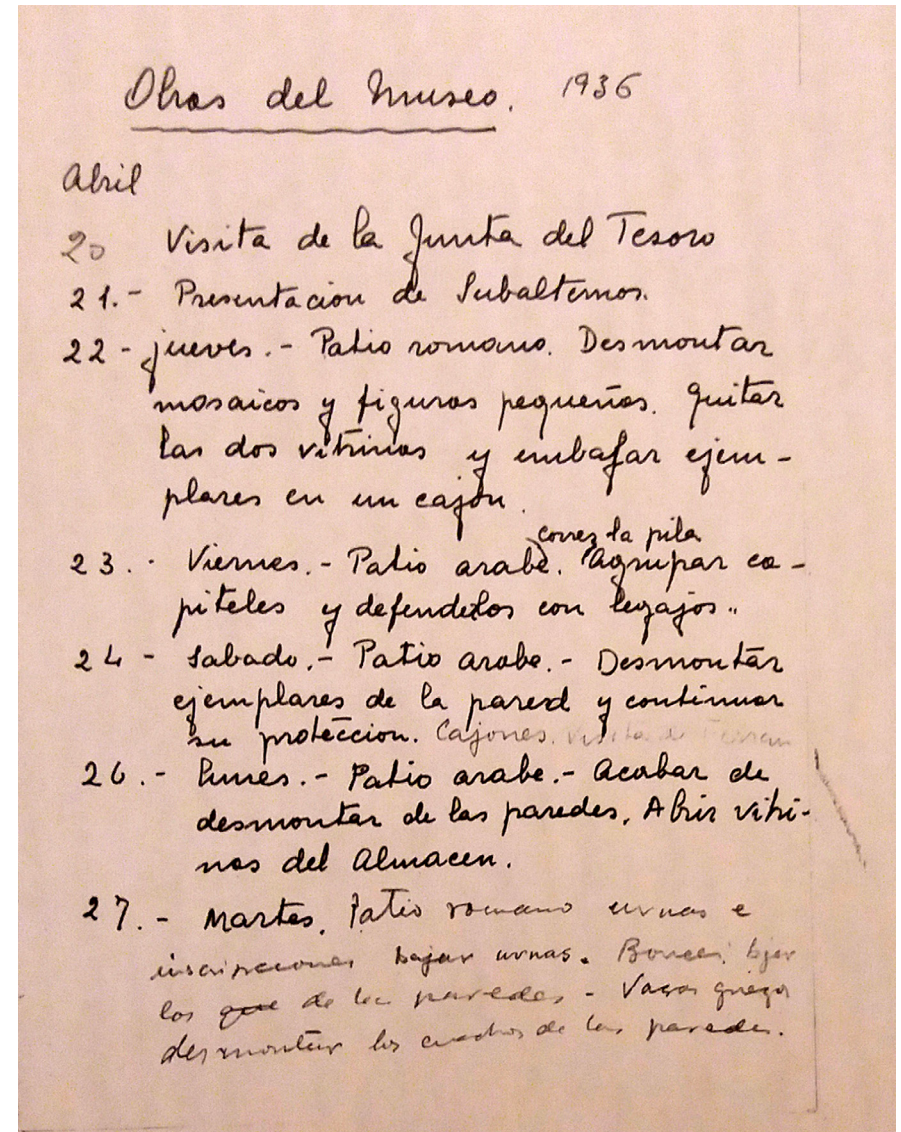 Obras del Museo. 1936
Abril
20 Visita de la Junta del Tesoro
21.- Presentacion de Subalternos.
22 - jueves. - Patio romano. Desmontar
mosaicos y figuras pequeñas. Quitar
las dos vitrinas y embalar ejem-
plares en un cajón.
correr la pila
23. - Viernes. - Patio arabe. Agrupar ca-
piteles y defenderlos con legajos..
24 - Sabado. - Patio arabe. - Desmontar
ejemplares de la pared y continuar
su proteccion. Cajones. Visita de
26. - Lunes. - Patio arabe. - Acabar de
desmontar de las paredes. Abrir vitri-
nas del Almacen.
27. - Martes. Patio romano urnas e
inscripciones bajar urnas.
los que de las paredes - Vasos griegos
desmontar los cuadros de las paredes.